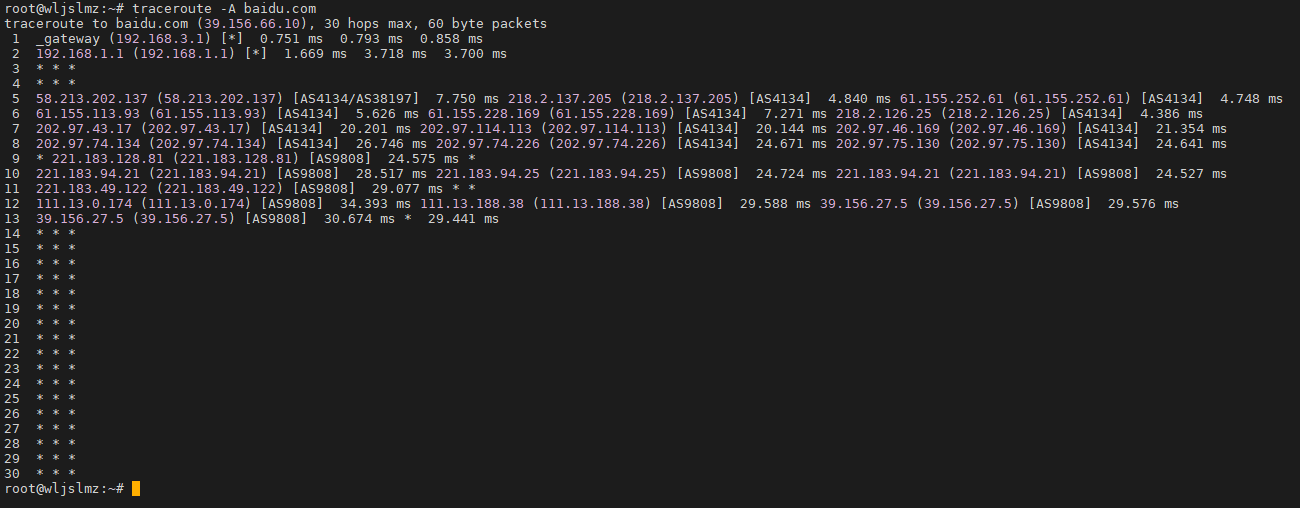 root@wljslmz:~# traceroute -A baidu.com
traceroute to baidu.com (39.156.66.10), 30 hops max, 60 byte packets
 1  _gateway (192.168.3.1) [*]  0.751 ms  0.793 ms  0.858 ms
 2  192.168.1.1 (192.168.1.1) [*]  1.669 ms  3.718 ms  3.700 ms
 3  * * *
 4  * * *
 5  58.213.202.137 (58.213.202.137) [AS4134/AS38197]  7.750 ms 218.2.137.205 (218.2.137.205) [AS4134]  4.840 ms 61.155.252.61 (61.155.252.61) [AS4134]  4.748 ms
 6  61.155.113.93 (61.155.113.93) [AS4134]  5.626 ms 61.155.228.169 (61.155.228.169) [AS4134]  7.271 ms 218.2.126.25 (218.2.126.25) [AS4134]  4.386 ms
 7  202.97.43.17 (202.97.43.17) [AS4134]  20.201 ms 202.97.114.113 (202.97.114.113) [AS4134]  20.144 ms 202.97.46.169 (202.97.46.169) [AS4134]  21.354 ms
 8  202.97.74.134 (202.97.74.134) [AS4134]  26.746 ms 202.97.74.226 (202.97.74.226) [AS4134]  24.671 ms 202.97.75.130 (202.97.75.130) [AS4134]  24.641 ms
 9  * 221.183.128.81 (221.183.128.81) [AS9808]  24.575 ms *
10  221.183.94.21 (221.183.94.21) [AS9808]  28.517 ms 221.183.94.25 (221.183.94.25) [AS9808]  24.724 ms 221.183.94.21 (221.183.94.21) [AS9808]  24.527 ms
11  221.183.49.122 (221.183.49.122) [AS9808]  29.077 ms * *
12  111.13.0.174 (111.13.0.174) [AS9808]  34.393 ms 111.13.188.38 (111.13.188.38) [AS9808]  29.588 ms 39.156.27.5 (39.156.27.5) [AS9808]  29.576 ms
13  39.156.27.5 (39.156.27.5) [AS9808]  30.674 ms *  29.441 ms
14  * * *
15  * * *
16  * * *
17  * * *
18  * * *
19  * * *
20  * * *
21  * * *
22  * * *
23  * * *
24  * * *
25  * * *
26  * * *
27  * * *
28  * * *
29  * * *
30  * * *
root@wljslmz:~#